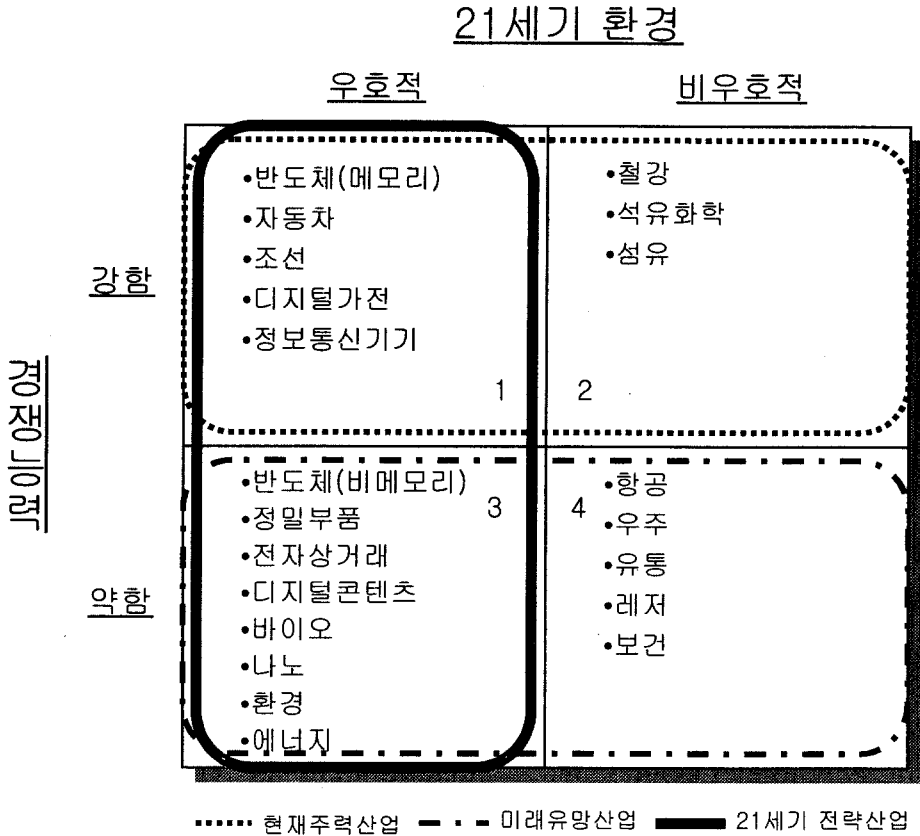 21세기 환경
우호적
비우호적
경쟁능력
강함
•반도체(메모리)
•자동차
•조선
•디지털가전
•정보통신기기
1
2
•철강
•석유화학
•섬유
약함
•반도체(비메모리)
•정밀부품
•전자상거래
•디지털콘텐츠
•바이오
•나노
•환경
•에너지
3
4
•항공
•우주
•유통
•레저
•보건
현재주력산업 미래유망산업 21세기 전략산업